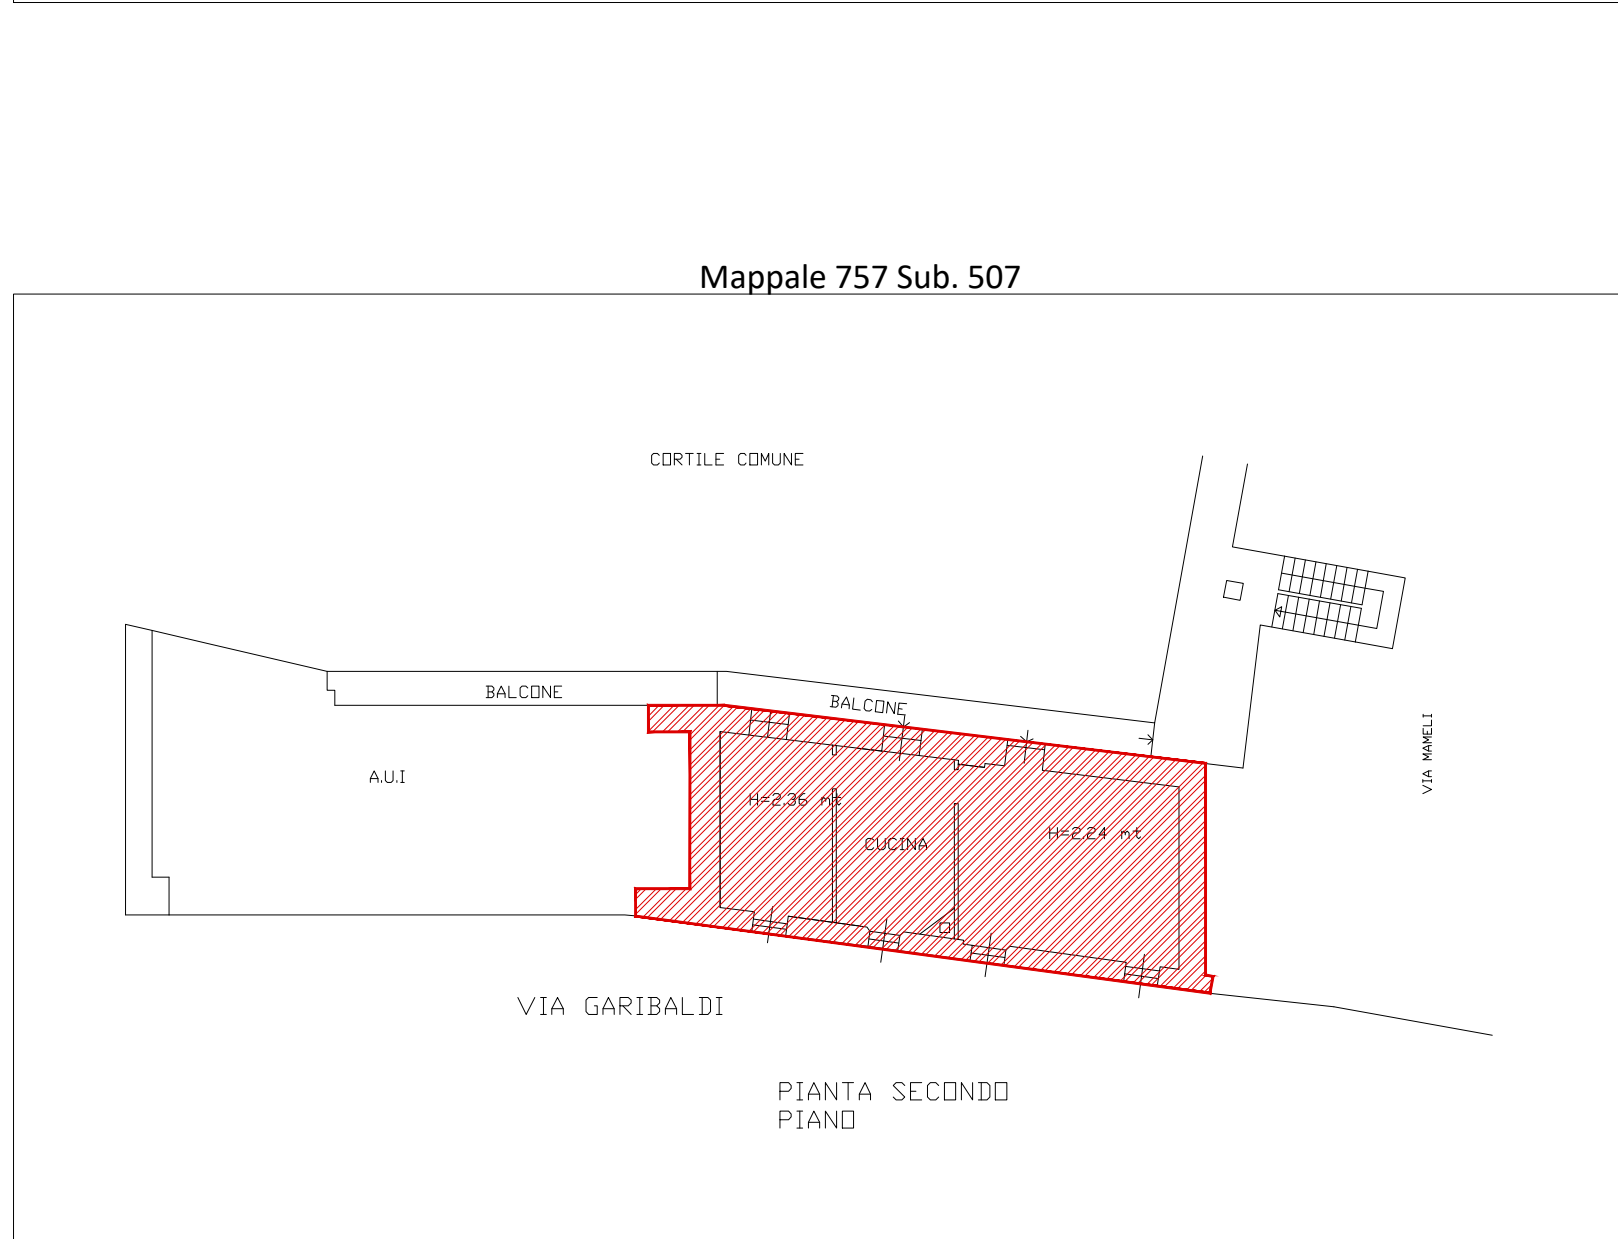 Mappale 757 Sub. 507
CORTILE COMUNE
BALCONE
BALCONE
VIA MAMELI
A.U.I
H=2.36 mt
H=2.24 mt
CUCINA
VIA GARIBALDI
PIANTA SECONDO
PIANO